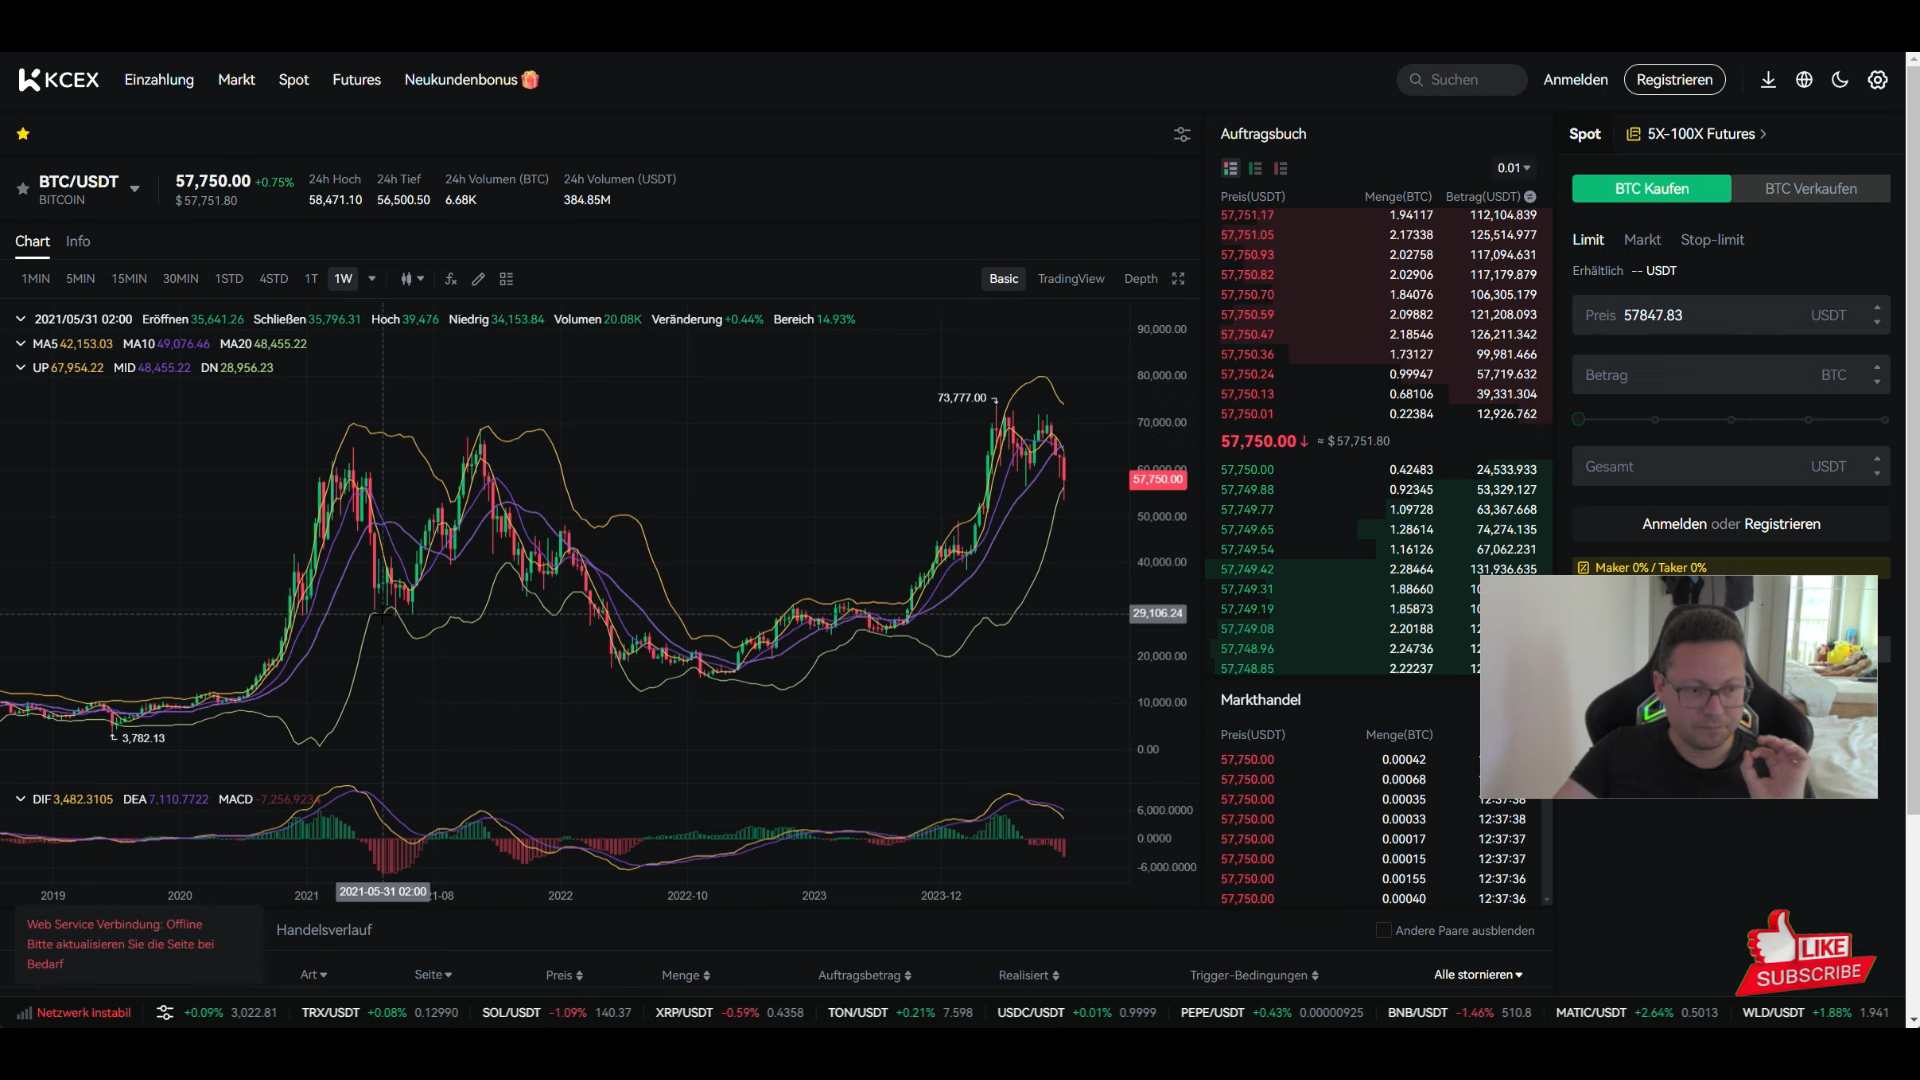 KCEX Einzahlung Markt Spot Futures Neukundenbonus Suchen Anmelden Registrieren
BTC/USDT
BITCOIN
57,750.00 +0.75%
$57,751.80
24h Hoch 24h Tief 24h Volumen (BTC) 24h Volumen (USDT)
58,471.10 56,500.50 6.68K 384.85M
Chart Info
1MIN 5MIN 15MIN 30MIN 1STD 4STD 1T 1W Basic TradingView Depth
2021/05/31 02:00 Eröffnen 35,641.26 Schließen 35,796.31 Hoch 39,476 Niedrig 34,153.84 Volumen 20.08K Veränderung +0.44% Bereich 14.93%
MA5 42,153.03 MA10 49,076.46 MA20 48,455.22
UP 67,954.22 MID 48,455.22 DN 28,956.23
73,777.00
3,782.13
90,000.00
80,000.00
70,000.00
60,000.00
57,750.00
50,000.00
40,000.00
29,106.24
20,000.00
10,000.00
0.00
DIF 3,482.3105 DEA 7,110.7722 MACD -7,256.9234
6,000.0000
0.0000
-6,000.0000
2019 2020 2021 2021-05-31 02:00 21-08 2022 2022-10 2023 2023-12
Auftragsbuch
0.01
Preis(USDT) Menge(BTC) Betrag(USDT)
57,751.17 1.94117 112,104.839
57,751.05 2.17338 125,514.977
57,750.93 2.02758 117,094.631
57,750.82 2.02906 117,179.879
57,750.70 1.84076 106,305.179
57,750.59 2.09882 121,208.093
57,750.47 2.18546 126,211.342
57,750.36 1.73127 99,981.466
57,750.24 0.99947 57,719.632
57,750.13 0.68106 39,331.304
57,750.01 0.22384 12,926.762
57,750.00↓ ≈ $57,751.80
57,750.00 0.42483 24,533.933
57,749.88 0.92345 53,329.127
57,749.77 1.09728 63,367.668
57,749.65 1.28614 74,274.135
57,749.54 1.16126 67,062.231
57,749.42 2.28464 131,936.635
57,749.31 1.88660 10
57,749.19 1.85873 10
57,749.08 2.20188 12
57,748.96 2.24736 12
57,748.85 2.22237 12
Markthandel
Preis(USDT) Menge(BTC)
57,750.00 0.00042
57,750.00 0.00068
57,750.00 0.00035 12:37:38
57,750.00 0.00033 12:37:38
57,750.00 0.00017 12:37:37
57,750.00 0.00015 12:37:37
57,750.00 0.00155 12:37:36
57,750.00 0.00040 12:37:36
Spot 5X-100X Futures
BTC Kaufen BTC Verkaufen
Limit Markt Stop-limit
Erhältlich -- USDT
Preis 57847.83 USDT
Betrag BTC
Gesamt USDT
Anmelden oder Registrieren
Maker 0% / Taker 0%
LIKE
SUBSCRIBE
Web Service Verbindung: Offline
Bitte aktualisieren Sie die Seite bei
Bedarf
Handelsverlauf Andere Paare ausblenden
Art Seite Preis Menge Auftragsbetrag Realisiert Trigger-Bedingungen Alle stornieren
Netzwerk instabil +0.09% 3,022.81 TRX/USDT +0.08% 0.12990 SOL/USDT -1.09% 140.37 XRP/USDT -0.59% 0.4358 TON/USDT +0.21% 7.598 USDC/USDT +0.01% 0.9999 PEPE/USDT +0.43% 0.00000925 BNB/USDT -1.46% 510.8 MATIC/USDT +2.64% 0.5013 WLD/USDT +1.88% 1.941